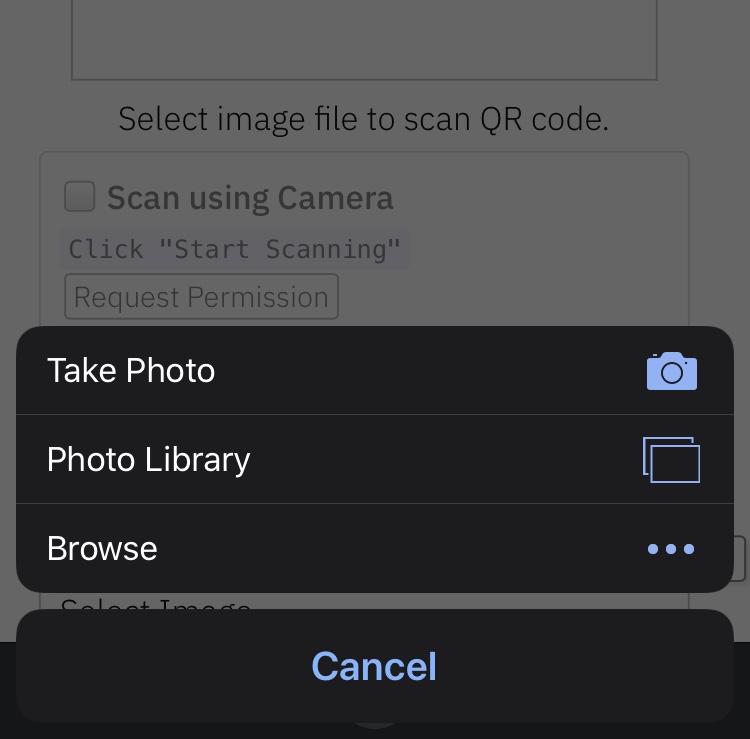 Select image file to scan QR code.
Scan using Camera
Click "Start Scanning"
Request Permission
Take Photo
Photo Library
Browse
Select Image
Cancel